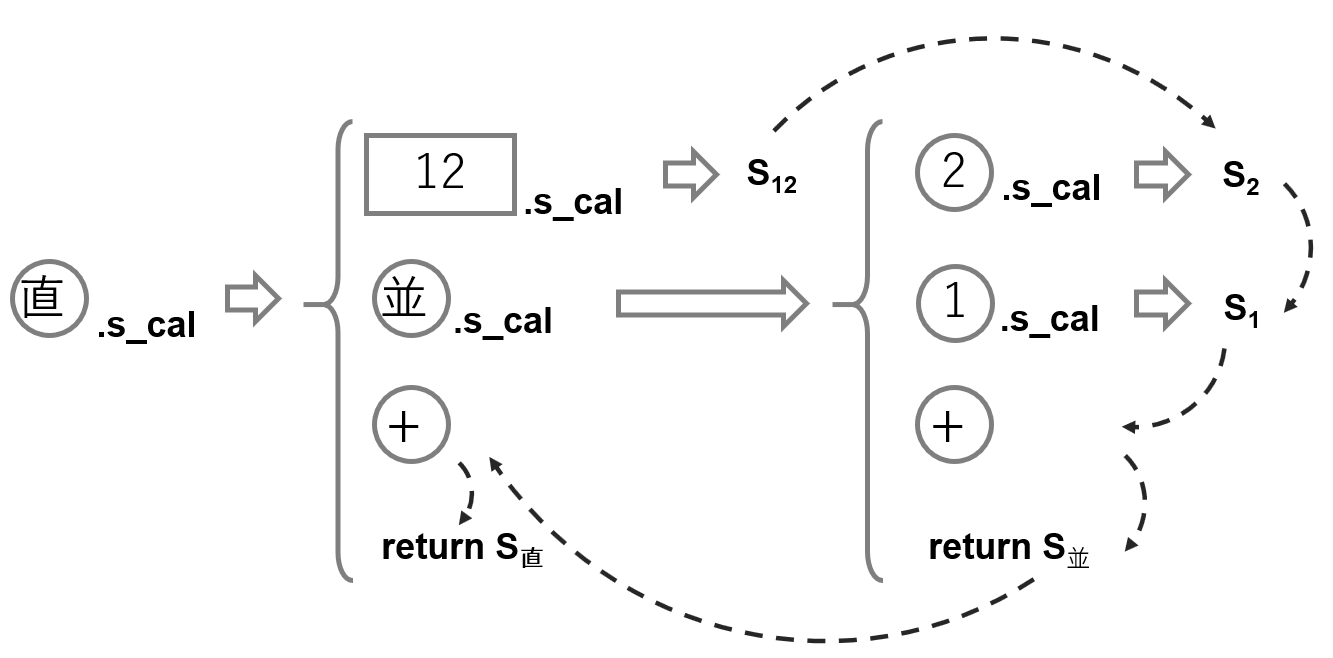 直 .s_cal
12 .s_cal
S12
並 .s_cal
+
return S直
2 .s_cal
S2
1 .s_cal
S1
+
return S並